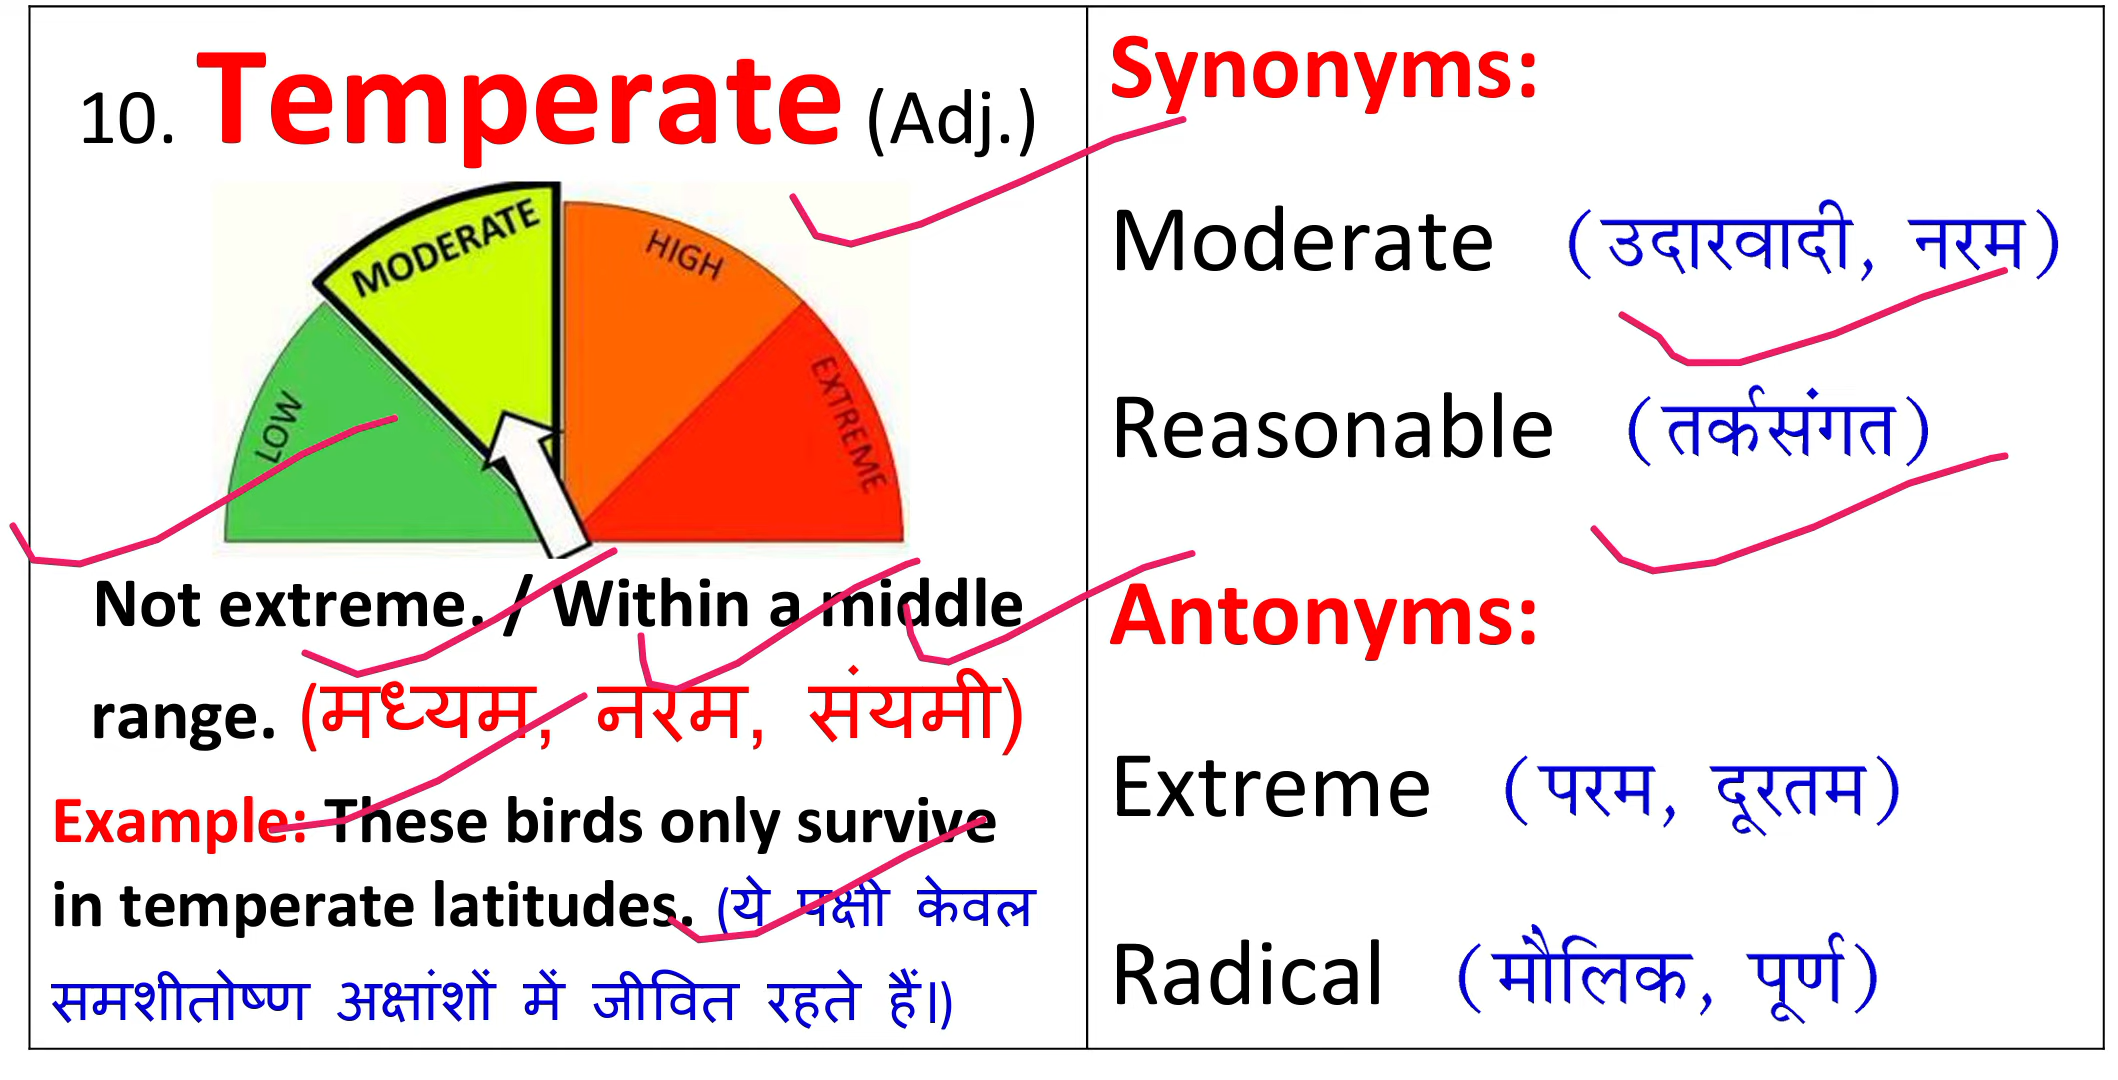 10. Temperate (Adj.)
LOW
MODERATE
HIGH
EXTREME
Not extreme. / Within a middle
range. (मध्यम, नरम, संयमी)
Example: These birds only survive
in temperate latitudes. (ये पक्षी केवल
समशीतोष्ण अक्षांशों में जीवित रहते हैं।)
Synonyms:
Moderate (उदारवादी, नरम)
Reasonable (तर्कसंगत)
Antonyms:
Extreme (परम, दूरतम)
Radical (मौलिक, पूर्ण)